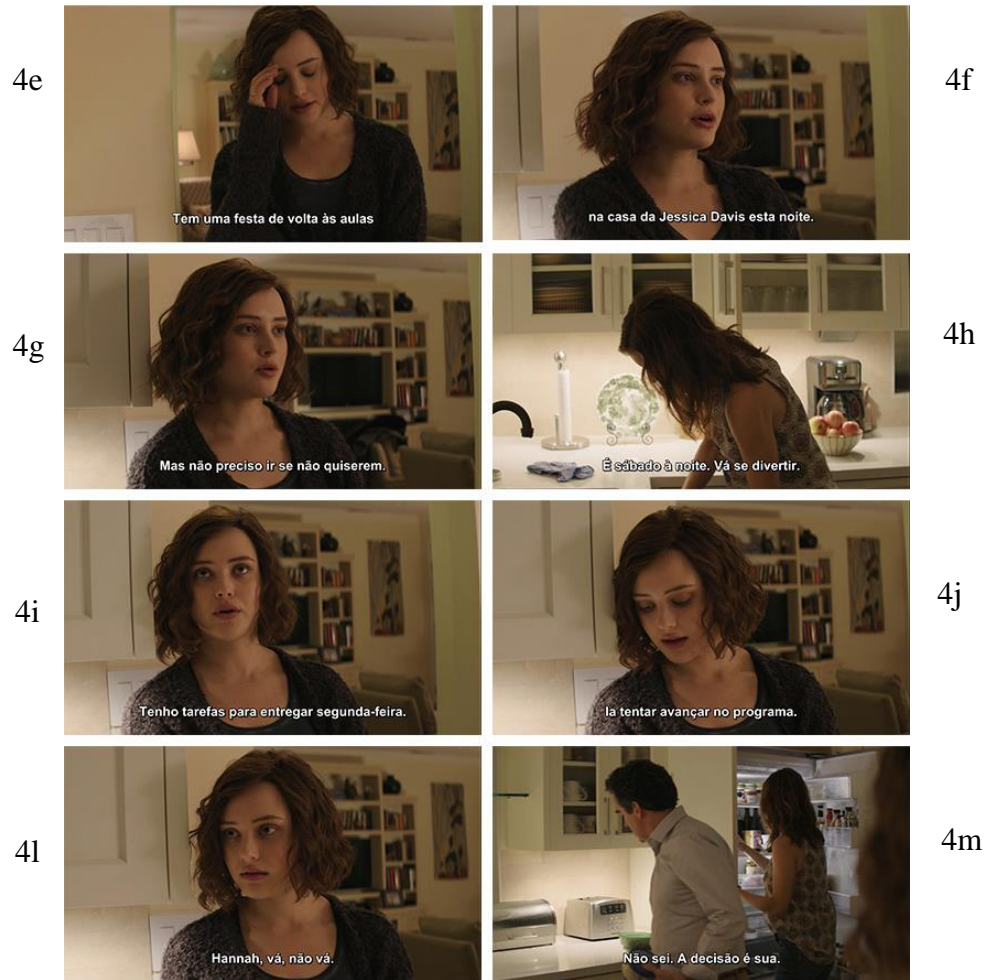 4e
Tem uma festa de volta às aulas
4f
na casa da Jessica Davis esta noite.
4g
Mas não preciso ir se não quiserem.
4h
É sábado à noite. Vá se divertir.
4i
Tenho tarefas para entregar segunda-feira.
4j
Ia tentar avançar no programa.
4l
Hannah, vá, não vá.
4m
Não sei. A decisão é sua.